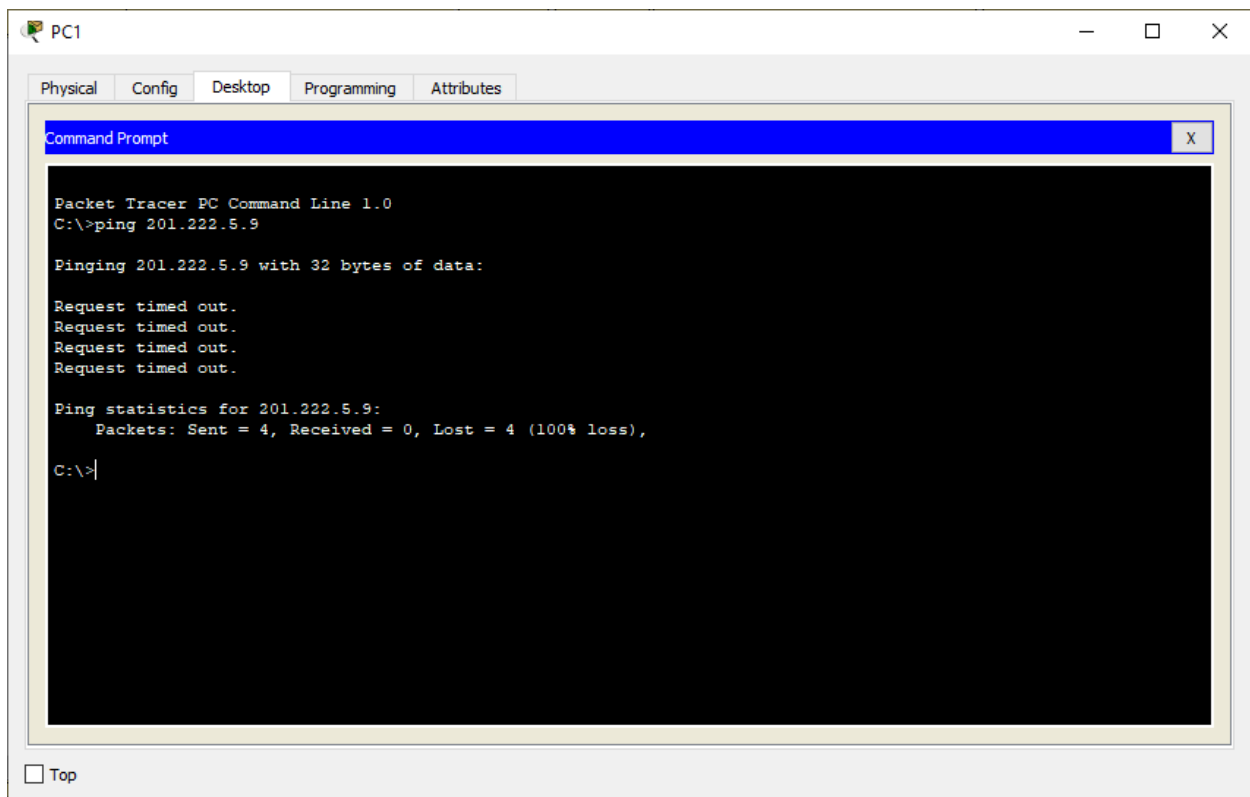 PC1
Physical Config Desktop Programming Attributes
Command Prompt X
Packet Tracer PC Command Line 1.0
C:\>ping 201.222.5.9
Pinging 201.222.5.9 with 32 bytes of data:
Request timed out.
Request timed out.
Request timed out.
Request timed out.
Ping statistics for 201.222.5.9:
Packets: Sent = 4, Received = 0, Lost = 4 (100% loss),
C:\>
Top